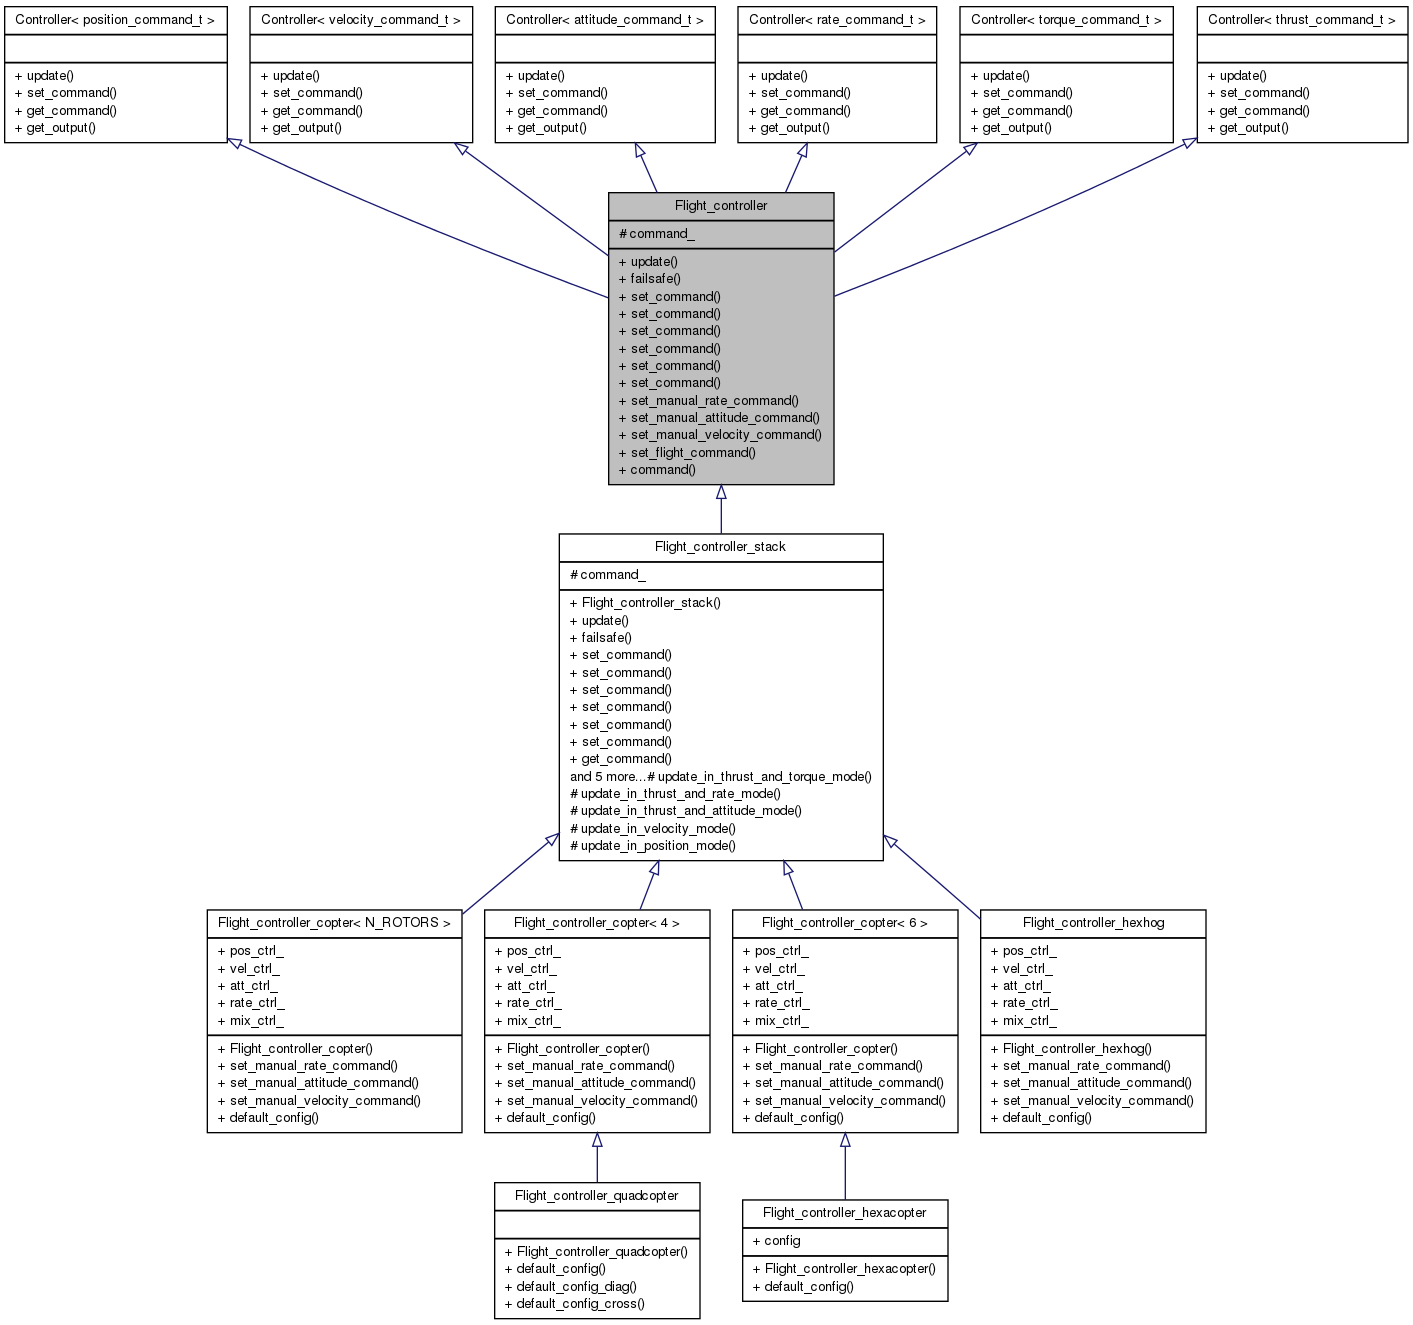 Controller< position_command_t >
+ update()
+ set_command()
+ get_command()
+ get_output()
Controller< velocity_command_t >
+ update()
+ set_command()
+ get_command()
+ get_output()
Controller< attitude_command_t >
+ update()
+ set_command()
+ get_command()
+ get_output()
Controller< rate_command_t >
+ update()
+ set_command()
+ get_command()
+ get_output()
Controller< torque_command_t >
+ update()
+ set_command()
+ get_command()
+ get_output()
Controller< thrust_command_t >
+ update()
+ set_command()
+ get_command()
+ get_output()
Flight_controller
# command_
+ update()
+ failsafe()
+ set_command()
+ set_command()
+ set_command()
+ set_command()
+ set_command()
+ set_command()
+ set_manual_rate_command()
+ set_manual_attitude_command()
+ set_manual_velocity_command()
+ set_flight_command()
+ command()
Flight_controller_stack
# command_
+ Flight_controller_stack()
+ update()
+ failsafe()
+ set_command()
+ set_command()
+ set_command()
+ set_command()
+ set_command()
+ set_command()
+ get_command()
and 5 more...# update_in_thrust_and_torque_mode()
# update_in_thrust_and_rate_mode()
# update_in_thrust_and_attitude_mode()
# update_in_velocity_mode()
# update_in_position_mode()
Flight_controller_copter< N_ROTORS >
+ pos_ctrl_
+ vel_ctrl_
+ att_ctrl_
+ rate_ctrl_
+ mix_ctrl_
+ Flight_controller_copter()
+ set_manual_rate_command()
+ set_manual_attitude_command()
+ set_manual_velocity_command()
+ default_config()
Flight_controller_copter< 4 >
+ pos_ctrl_
+ vel_ctrl_
+ att_ctrl_
+ rate_ctrl_
+ mix_ctrl_
+ Flight_controller_copter()
+ set_manual_rate_command()
+ set_manual_attitude_command()
+ set_manual_velocity_command()
+ default_config()
Flight_controller_copter< 6 >
+ pos_ctrl_
+ vel_ctrl_
+ att_ctrl_
+ rate_ctrl_
+ mix_ctrl_
+ Flight_controller_copter()
+ set_manual_rate_command()
+ set_manual_attitude_command()
+ set_manual_velocity_command()
+ default_config()
Flight_controller_hexhog
+ pos_ctrl_
+ vel_ctrl_
+ att_ctrl_
+ rate_ctrl_
+ mix_ctrl_
+ Flight_controller_hexhog()
+ set_manual_rate_command()
+ set_manual_attitude_command()
+ set_manual_velocity_command()
+ default_config()
Flight_controller_quadcopter
+ Flight_controller_quadcopter()
+ default_config()
+ default_config_diag()
+ default_config_cross()
Flight_controller_hexacopter
+ config
+ Flight_controller_hexacopter()
+ default_config()